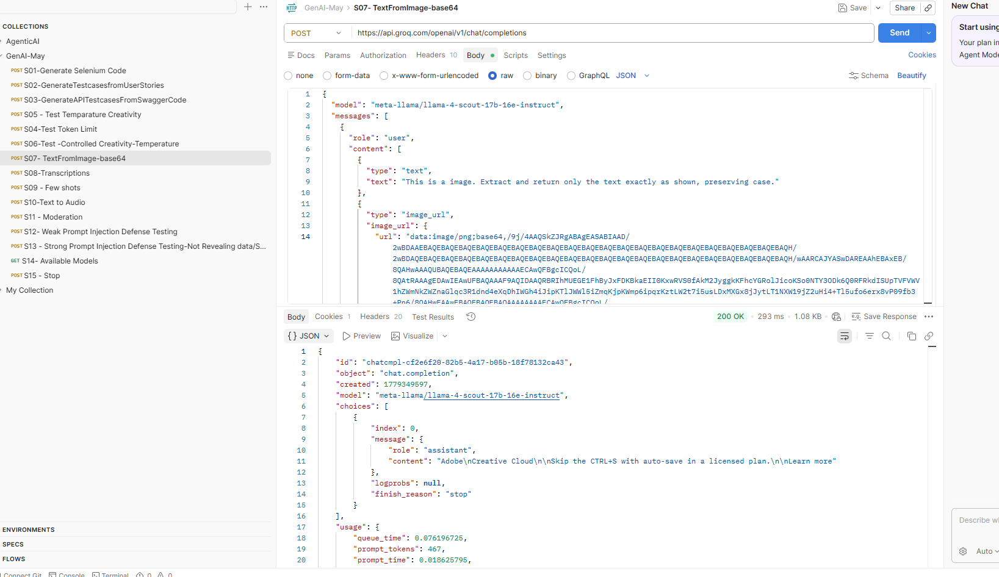 COLLECTIONS
AgenticAI
GenAI-May
POST S01-Generate Selenium Code
POST S02-GenerateTestcasesfromUserStories
POST S03-GenerateAPITestcasesFromSwaggerCode
POST S05 - Test Temparature Creativity
POST S04-Test Token Limit
POST S06-Test -Controlled Creativity-Temperature
POST S07- TextFromImage-base64
POST S08-Transcriptions
POST S09 - Few shots
POST S10-Text to Audio
POST S11 - Moderation
POST S12- Weak Prompt Injection Defense Testing
POST S13 - Strong Prompt Injection Defense Testing-Not Revealing data/S...
GET S14- Available Models
POST S15 - Stop
My Collection
ENVIRONMENTS
SPECS
FLOWS
Connect Git Console Terminal 0 0
HTTP GenAI-May > S07- TextFromImage-base64
Save Share
POST https://api.groq.com/openai/v1/chat/completions Send
Docs Params Authorization Headers 10 Body Scripts Settings Cookies
none form-data x-www-form-urlencoded raw binary GraphQL JSON Schema Beautify
1 {
2 "model": "meta-llama/llama-4-scout-17b-16e-instruct",
3 "messages": [
4 {
5 "role": "user",
6 "content": [
7 {
8 "type": "text",
9 "text": "This is a image. Extract and return only the text exactly as shown, preserving case."
10 },
11 {
12 "type": "image_url",
13 "image_url": {
14 "url": "data:image/png;base64,/9j/4AAQSkZJRgABAgEASABIAAD/
Body Cookies 1 Headers 20 Test Results 200 OK 293 ms 1.08 KB e.g. Save Response
{} JSON Preview Visualize
1 {
2 "id": "chatcmpl-cf2e6f20-82b5-4a17-b05b-18f78132ca43",
3 "object": "chat.completion",
4 "created": 1779349597,
5 "model": "meta-llama/llama-4-scout-17b-16e-instruct",
6 "choices": [
7 {
8 "index": 0,
9 "message": {
10 "role": "assistant",
11 "content": "Adobe\nCreative Cloud\n\nSkip the CTRL+S with auto-save in a licensed plan.\n\nLearn more"
12 },
13 "logprobs": null,
14 "finish_reason": "stop"
15 }
16 ],
17 "usage": {
18 "queue_time": 0.076196725,
19 "prompt_tokens": 467,
20 "prompt_time": 0.018625795,
New Chat
Start using
Your plan in
Agent Mode
Describe
Auto